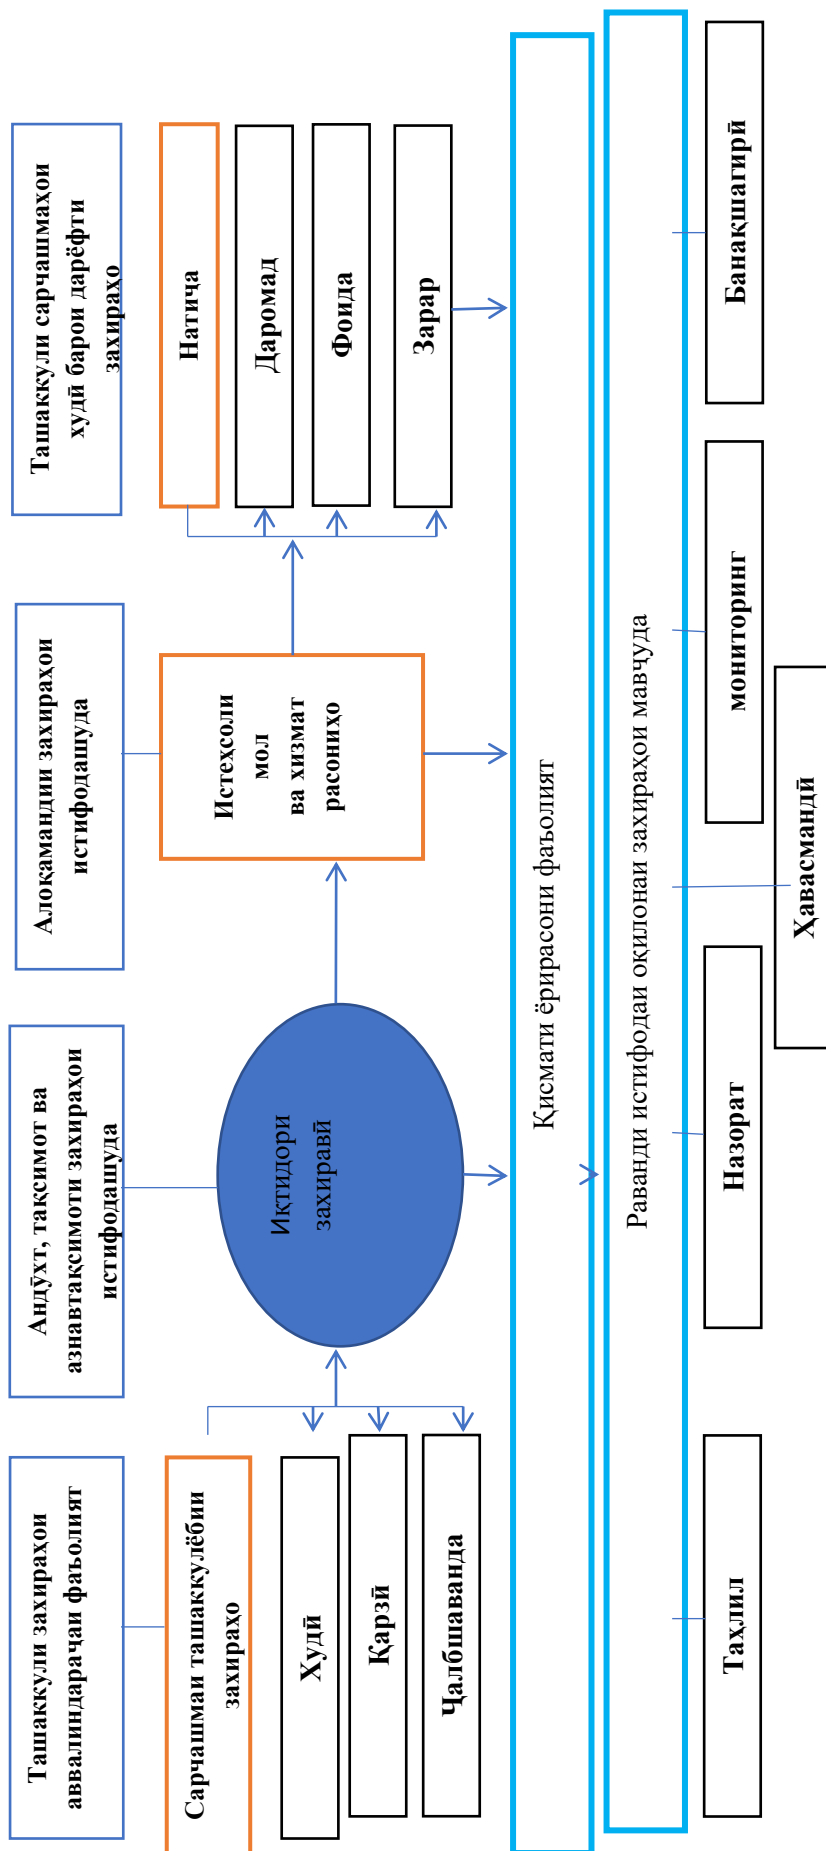 Ташаккули захираҳои
аввалиндараҷаи фаъолият
Андӯхт, тақсимот ва
азнавтақсимоти захираҳои
истифодашуда
Алоқамандии захираҳои
истифодашуда
Ташаккули сарчашмаҳои
худӣ барои дарёфти
захираҳо
Сарчашмаи ташаккулёбии
захираҳо
Худӣ
Қарзӣ
Ҷалбшаванда
Иқтидори
захиравӣ
Истеҳсоли
мол
ва хизмат
расониҳо
Натиҷа
Даромад
Фоида
Зарар
Қисмати ёрирасони фаъолият
Раванди истифодаи оқилонаи захираҳои мавҷуда
Таҳлил
Назорат
мониторинг
Банақшагирӣ
Ҳавасмандӣ